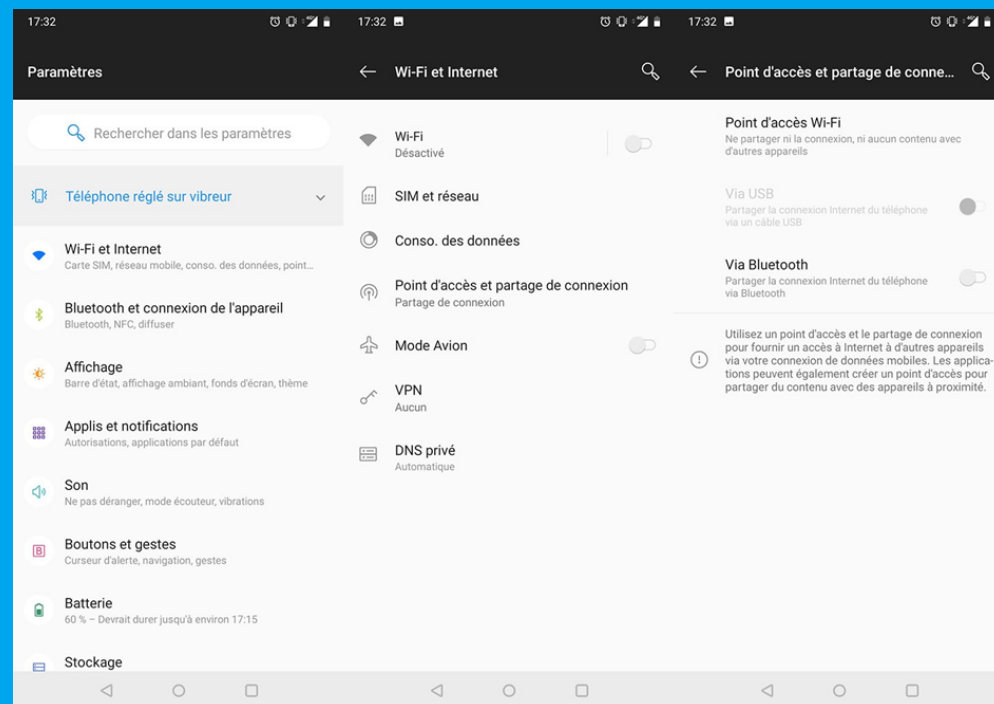 17:32
Paramètres
Rechercher dans les paramètres
Téléphone réglé sur vibreur
Wi-Fi et Internet
Carte SIM, réseau mobile, conso. des données, point...
Bluetooth et connexion de l'appareil
Bluetooth, NFC, diffuser
Affichage
Barre d'état, affichage ambiant, fonds d'écran, thème
Applis et notifications
Autorisations, applications par défaut
Son
Ne pas déranger, mode écouteur, vibrations
Boutons et gestes
Curseur d'alerte, navigation, gestes
Batterie
60 % – Devrait durer jusqu'à environ 17:15
Stockage
17:32
Wi-Fi et Internet
Wi-Fi
Désactivé
SIM et réseau
Conso. des données
Point d'accès et partage de connexion
Partage de connexion
Mode Avion
VPN
Aucun
DNS privé
Automatique
17:32
Point d'accès et partage de conne...
Point d'accès Wi-Fi
Ne partager ni la connexion, ni aucun contenu avec
d'autres appareils
Via USB
Partager la connexion Internet du téléphone
via un câble USB
Via Bluetooth
Partager la connexion Internet du téléphone
via Bluetooth
Utilisez un point d'accès et le partage de connexion
pour fournir un accès à Internet à d'autres appareils
via votre connexion de données mobiles. Les applica-
tions peuvent également créer un point d'accès pour
partager du contenu avec des appareils à proximité.